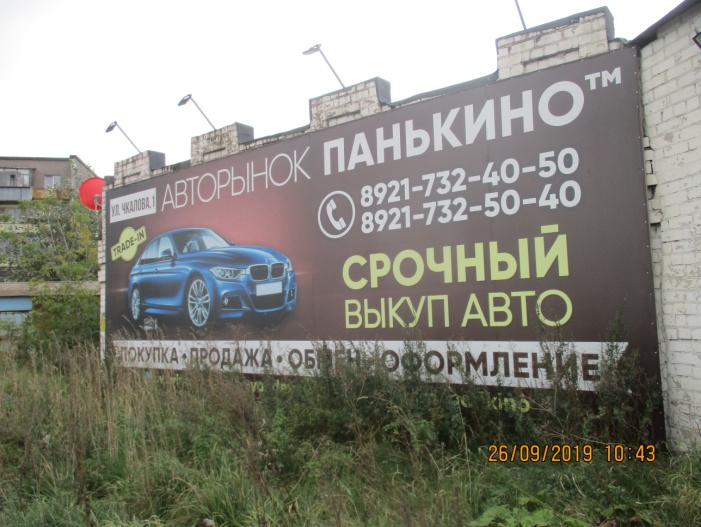 УЛ. ЧКАЛОВА, 1
АВТОРЫНОК ПАНЬКИНО™
TRADE-IN
8921-732-40-50
8921-732-50-40
СРОЧНЫЙ
ВЫКУП АВТО
ПОКУПКА • ПРОДАЖА • ОБМЕН • ОФОРМЛЕНИЕ
26/09/2019 10:43